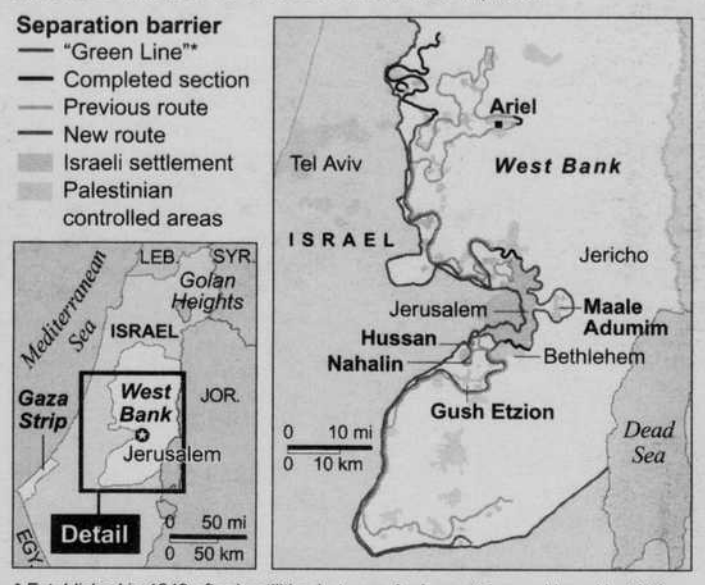 Separation barrier
"Green Line"*
Completed section
Previous route
New route
Israeli settlement
Palestinian
controlled areas
LEB.
SYR.
Golan
Heights
Mediterranean
Sea
ISRAEL
Gaza
Strip
West
Bank
JOR.
Jerusalem
EGY.
Detail
0 50 mi
0 50 km
Ariel
Tel Aviv
West Bank
ISRAEL
Jericho
Jerusalem
Maale
Adumim
Hussan
Nahalin
Bethlehem
Gush Etzion
0 10 mi
0 10 km
Dead
Sea